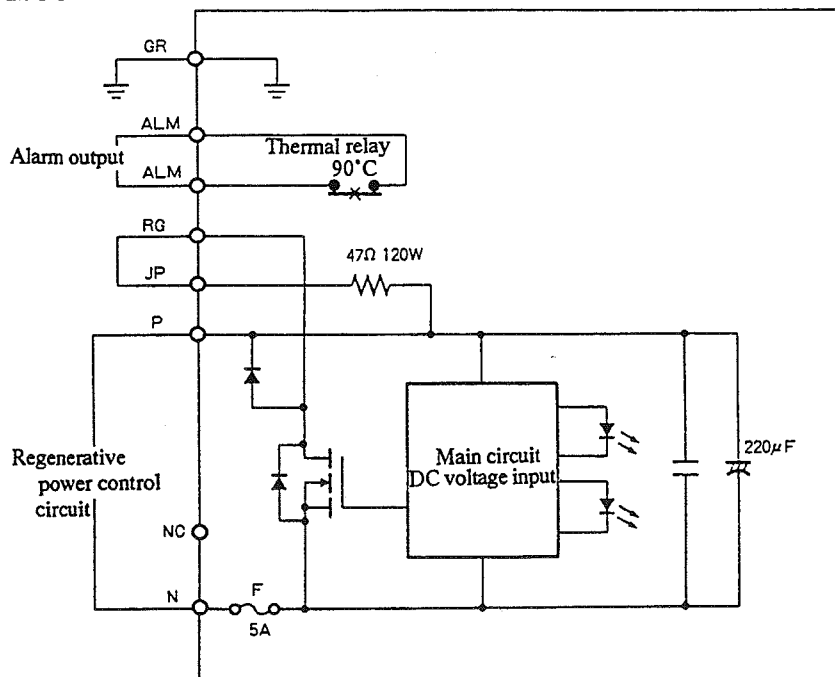 GR
ALM
Alarm output
ALM
Thermal relay
90°C
RG
JP
47Ω 120W
P
Regenerative
power control
circuit
Main circuit
DC voltage input
220μF
NC
N
F
5A